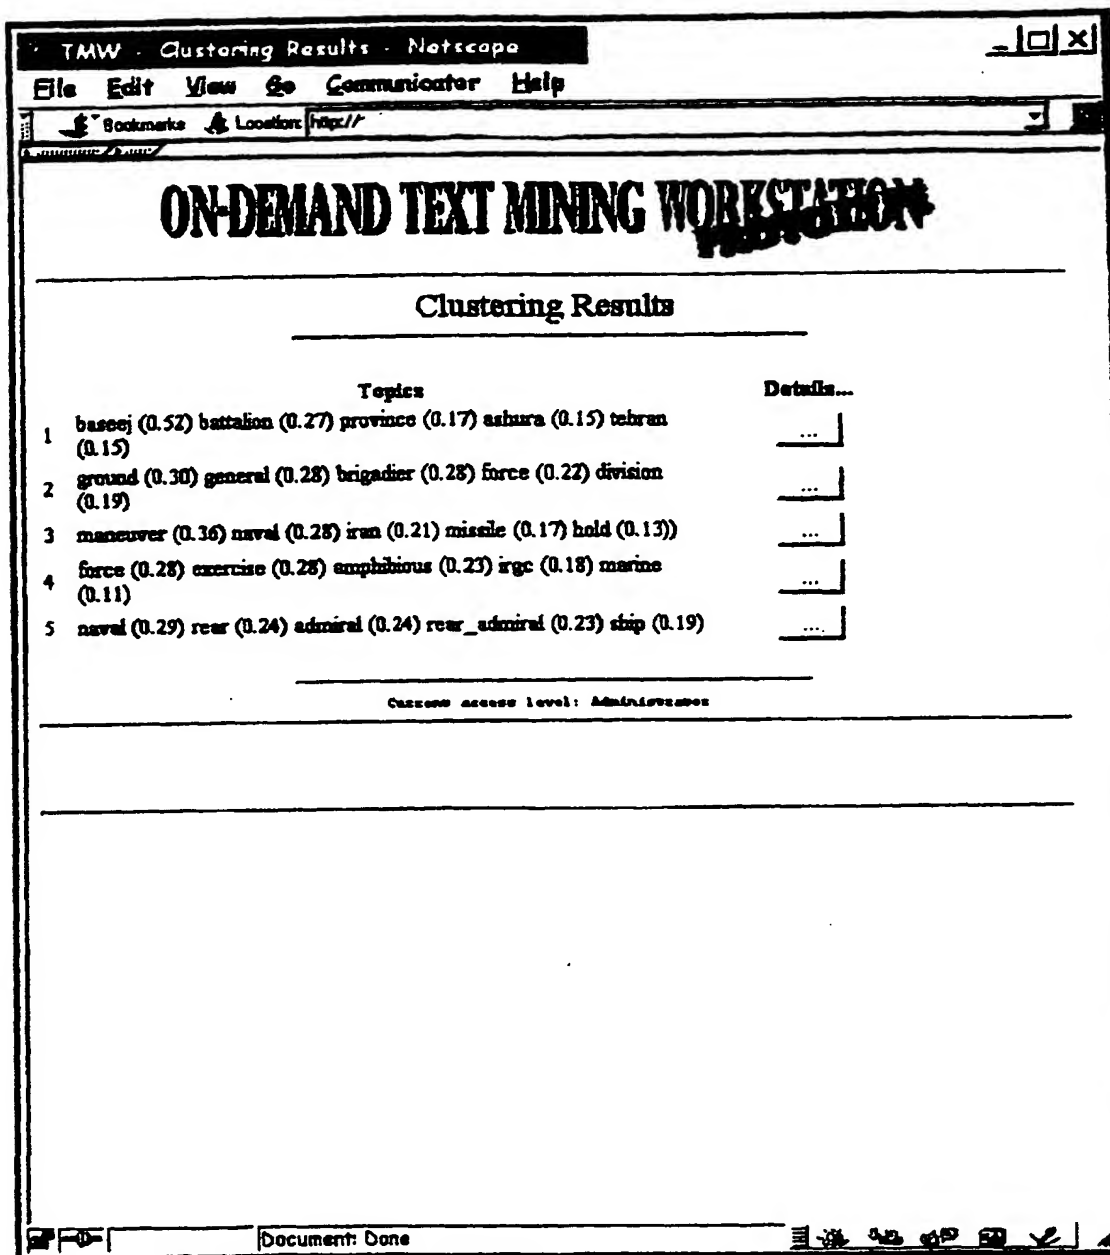 TMW - Clustering Results - Netscape
File Edit View Go Communicator Help
Bookmarks Location: http://
ON-DEMAND TEXT MINING WORKSTATION
Clustering Results
Topics Details...
1 baseej (0.52) battalion (0.27) province (0.17) ashura (0.15) tehran
(0.15)
...
2 ground (0.30) general (0.28) brigadier (0.28) force (0.22) division
(0.19)
...
3 maneuver (0.36) naval (0.28) iran (0.21) missile (0.17) hold (0.13))
...
4 force (0.28) exercise (0.28) amphibious (0.23) irgc (0.18) marine
(0.11)
...
5 naval (0.29) rear (0.24) admiral (0.24) rear_admiral (0.23) ship (0.19)
....
Current access level: Administrator
Document: Done